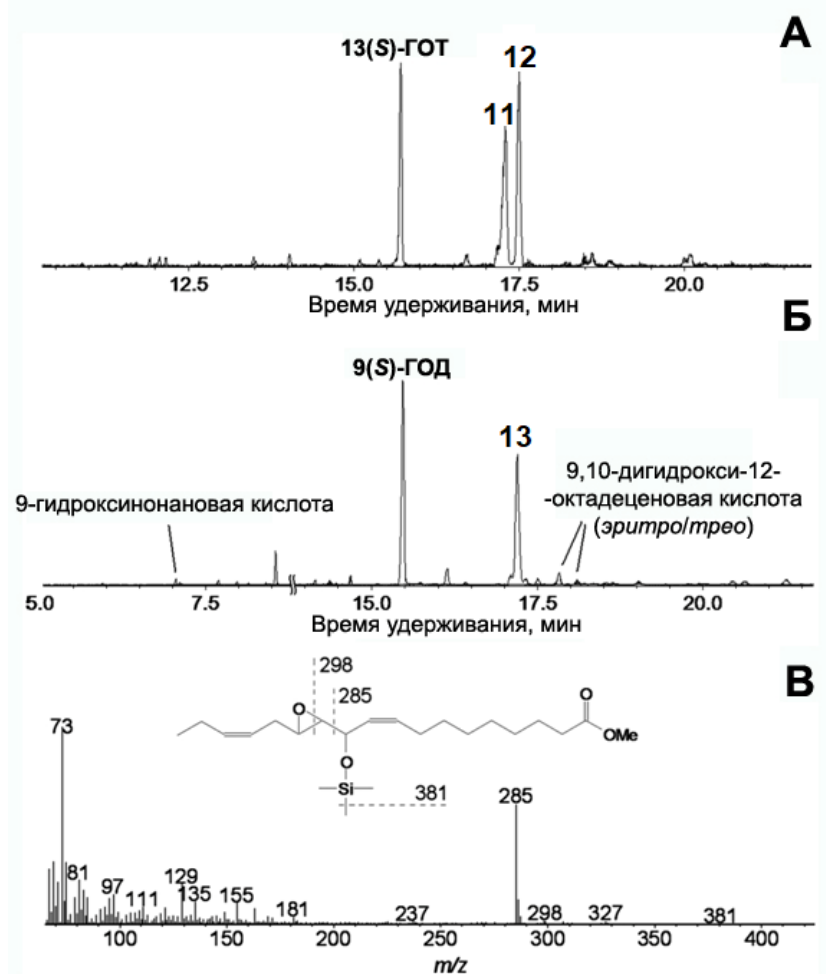 А
13(S)-ГОТ
12
11
12.5 15.0 17.5 20.0
Время удерживания, мин
Б
9(S)-ГОД
13
9,10-дигидрокси-12-
-октадеценовая кислота
(эритро/трео)
9-гидроксинонановая кислота
5.0 7.5 15.0 17.5 20.0
Время удерживания, мин
В
298
285
O
O
OMe
O
Si
381
73
285
81
97
111
129
135
155
181
237
298
327
381
100 150 200 250 300 350 400
m/z